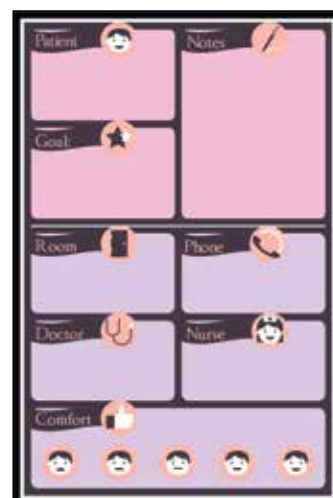 Patient
Notes
Goal
Room
Phone
Doctor
Nurse
Comfort